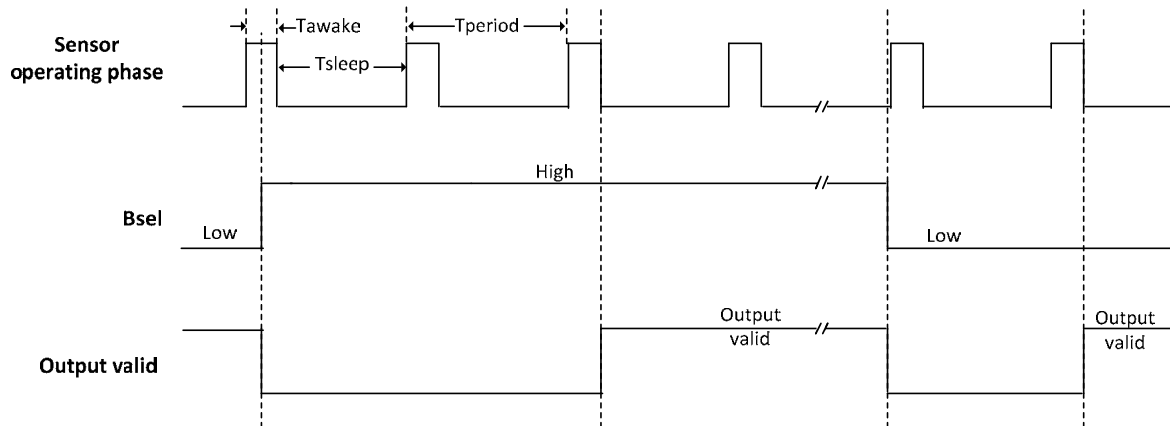 Sensor
operating phase
Tawake
Tperiod
Tsleep
Bsel
Low
High
Low
Output valid
Output
valid
Output
valid